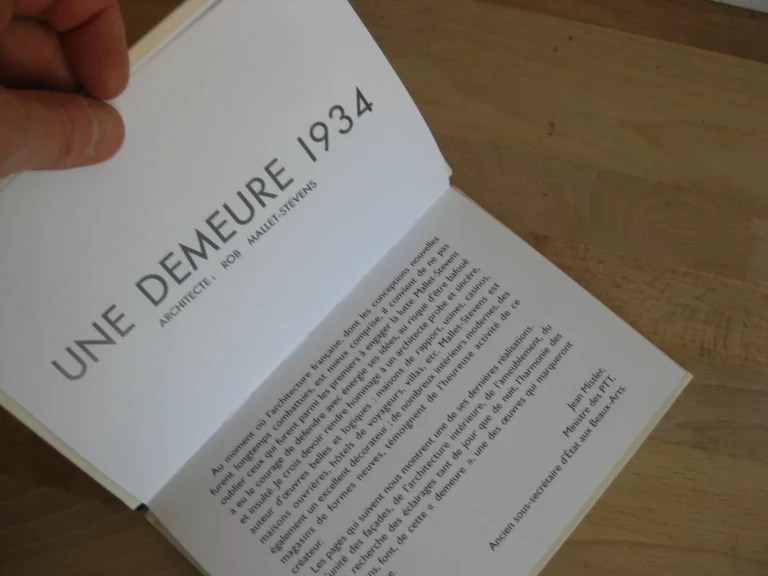 UNE DEMEURE 1934
ARCHITECTE : ROB MALLET-STEVENS
Au moment où l'architecture française, dont les conceptions nouvelles
furent longtemps combattues, est mieux comprise, il convient de ne pas
oublier ceux qui furent parmi les premiers à engager la lutte. Mallet-Stevens
a eu le courage de défendre avec énergie ses idées, au risque d'être bafoué
et insulté. Je crois devoir rendre hommage à un architecte probe et sincère,
auteur d'œuvres belles et logiques : maisons de rapport, usines, casinos,
maisons ouvrières, hôtels de voyageurs, villas, etc. Mallet-Stevens est
également un excellent décorateur ; de nombreux intérieurs modernes, des
magasins de formes neuves, témoignent de l'heureuse activité de ce
créateur.
Les pages qui suivent nous montrent une de ses dernières réalisations.
unité des façades, de l'architecture intérieure, de l'ameublement, du
recherche des éclairages tant de jour que de nuit, l'harmonie des
font, de cette « demeure », une des œuvres qui marqueront
Jean Mistler,
Ministre des PTT,
Ancien sous-secrétaire d'État aux Beaux-Arts.